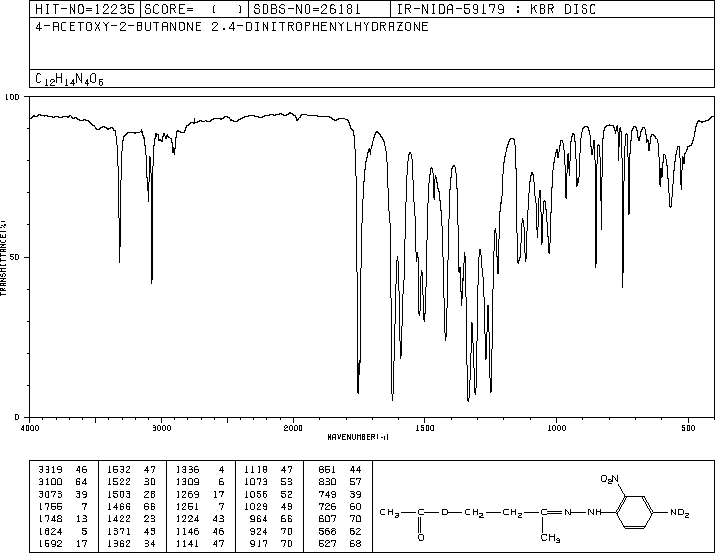 HIT-NO=12235 SCORE= ( ) SDBS-NO=26181 IR-NIDA-59179 : KBR DISC
4-ACETOXY-2-BUTANONE 2,4-DINITROPHENYLHYDRAZONE
C12H14N4O6
100
50
0
TRANSMITTANCE(%)
4000 3000 2000 1500 1000 500
WAVENUMBER(-1)
3319 46 1532 47 1336 4 1118 47 851 44
3100 64 1522 30 1309 6 1073 53 830 57
3073 39 1503 28 1269 17 1055 52 749 39
1755 7 1466 66 1251 7 1029 49 726 60
1748 13 1422 23 1224 43 964 66 607 70
1624 5 1371 45 1146 46 924 70 568 62
1592 17 1362 34 1141 47 917 70 527 68
O2N
CH3 C O CH2 CH2 N NH NO2
O CH3